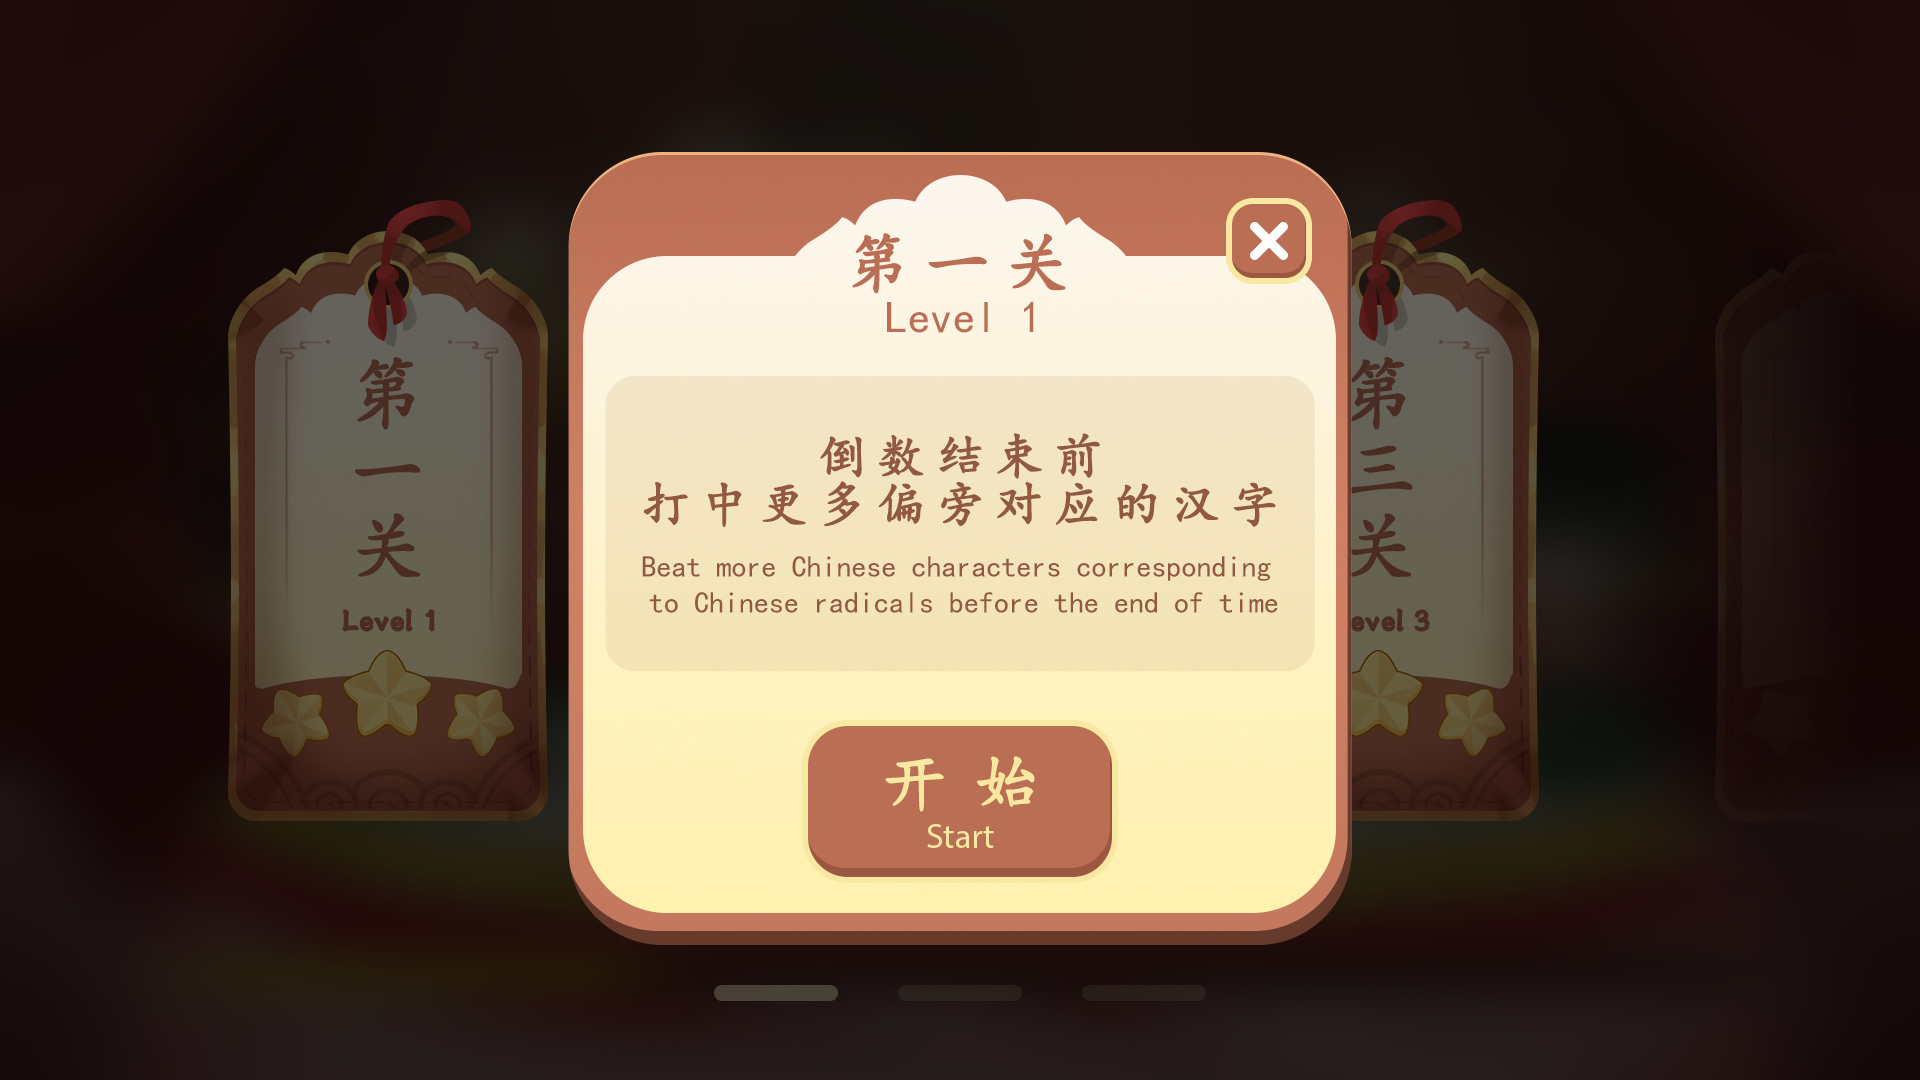 第一关
Level 1
倒数结束前
打中更多偏旁对应的汉字
Beat more Chinese characters corresponding
to Chinese radicals before the end of time
开始
Start
第一关
Level 1
第三关
evel 3